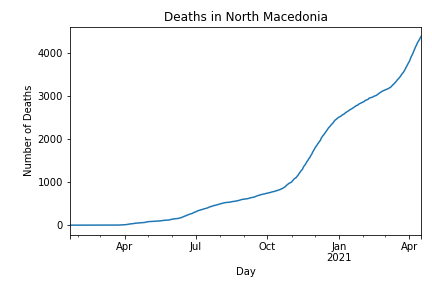 Deaths in North Macedonia
Number of Deaths
4000
3000
2000
1000
0
Apr
Jul
Oct
Jan
2021
Apr
Day